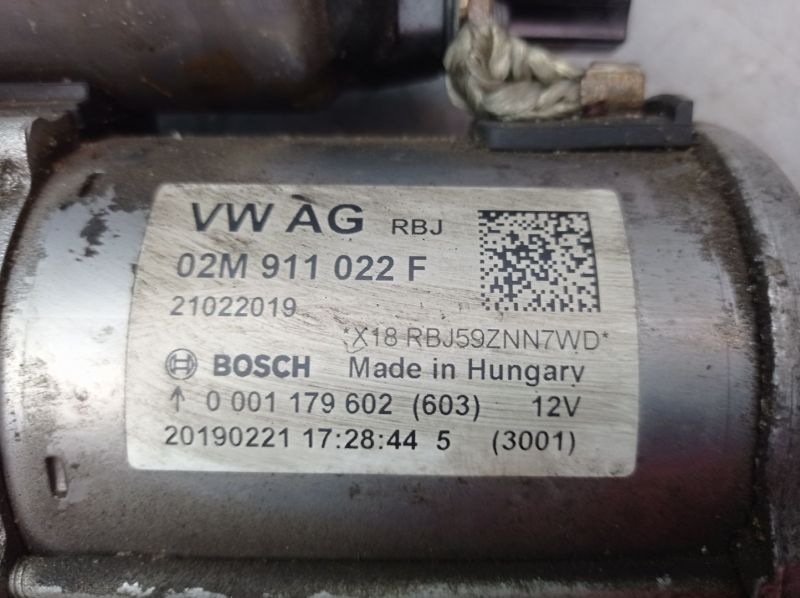 VW AG RBJ
02M 911 022 F
21022019
*X18 RBJ59ZNN7WD*
BOSCH Made in Hungary
↑ 0 001 179 602 (603) 12V
20190221 17:28:44 5 (3001)